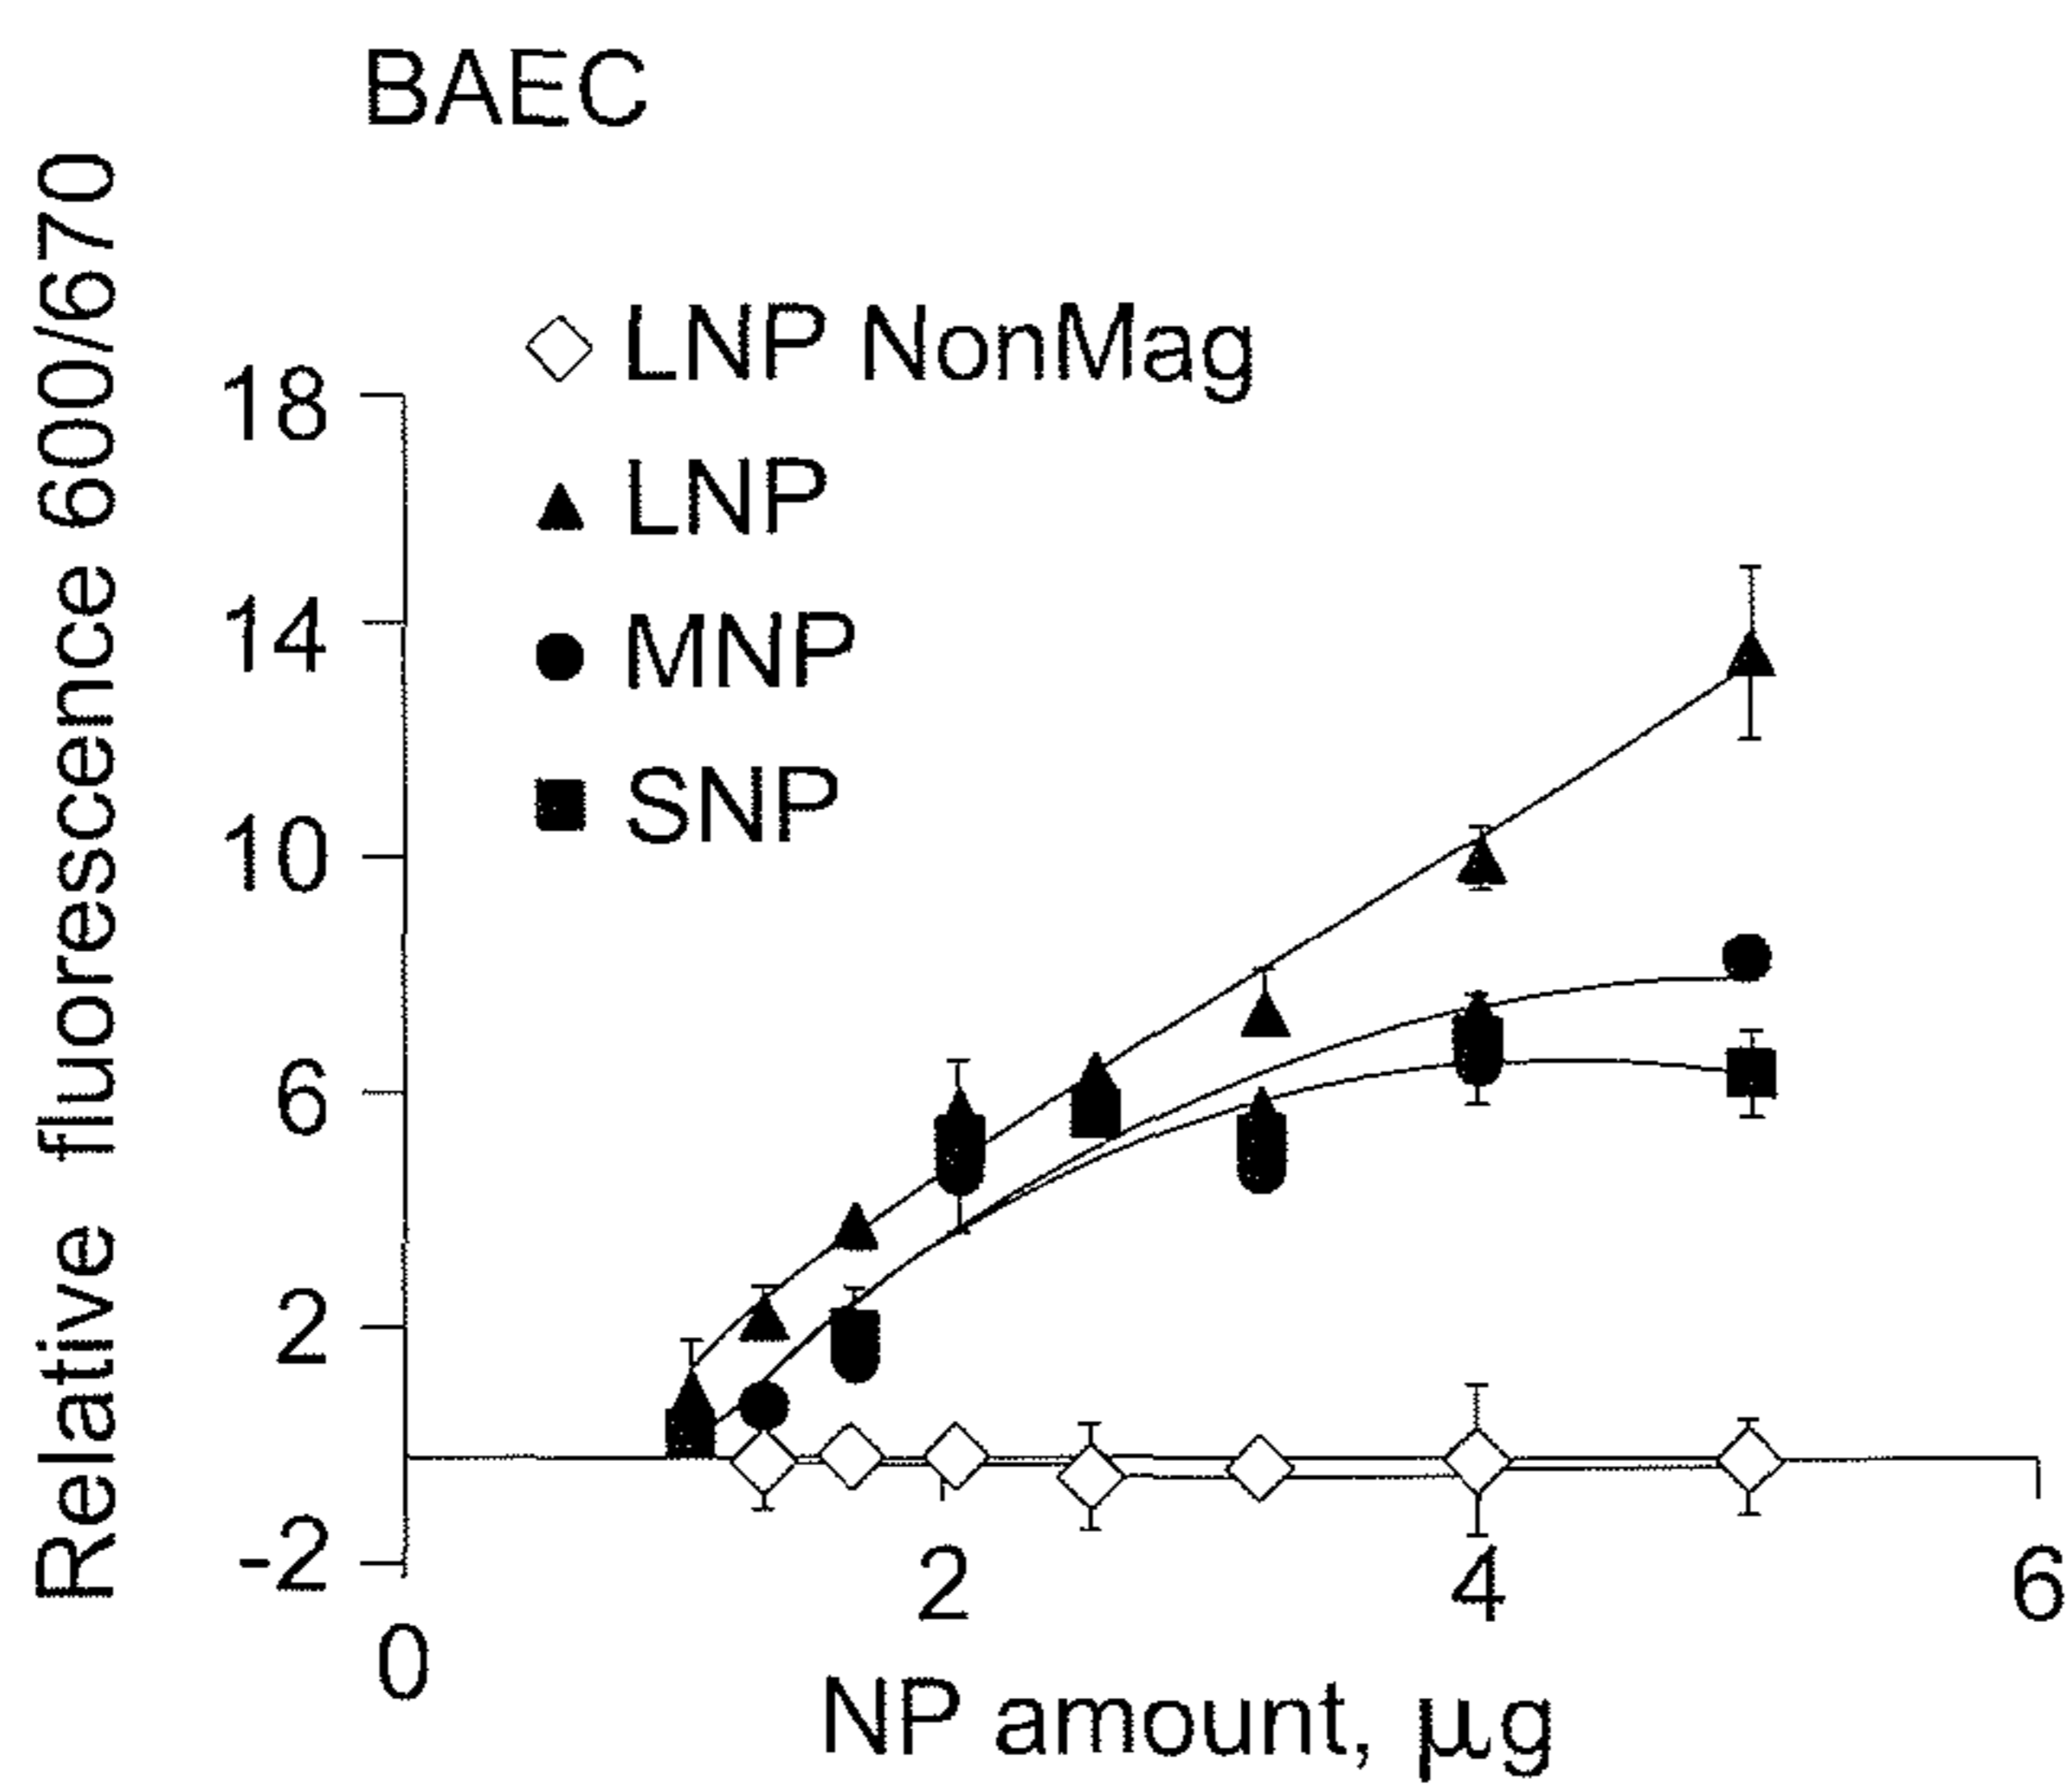 BAEC
Relative fluorescence 600/670
LNP NonMag
LNP
MNP
SNP
18
14
10
6
2
-2
0
2
4
6
NP amount, µg